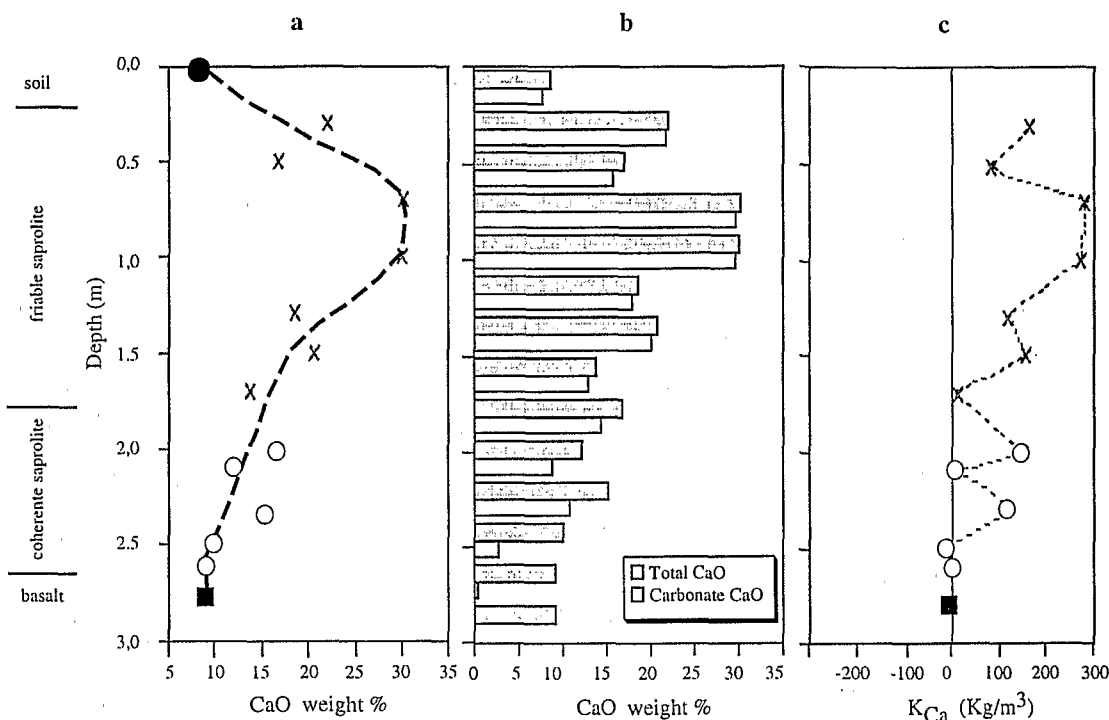 a b c
soil
friable saprolite
coherente saprolite
basalt
Depth (m)
0,0
0,5
1,0
1,5
2,0
2,5
3,0
5 10 15 20 25 30 35
CaO weight %
Total CaO
Carbonate CaO
0 5 10 15 20 25 30 35
CaO weight %
-200 -100 0 100 200 300
KCa (Kg/m³)